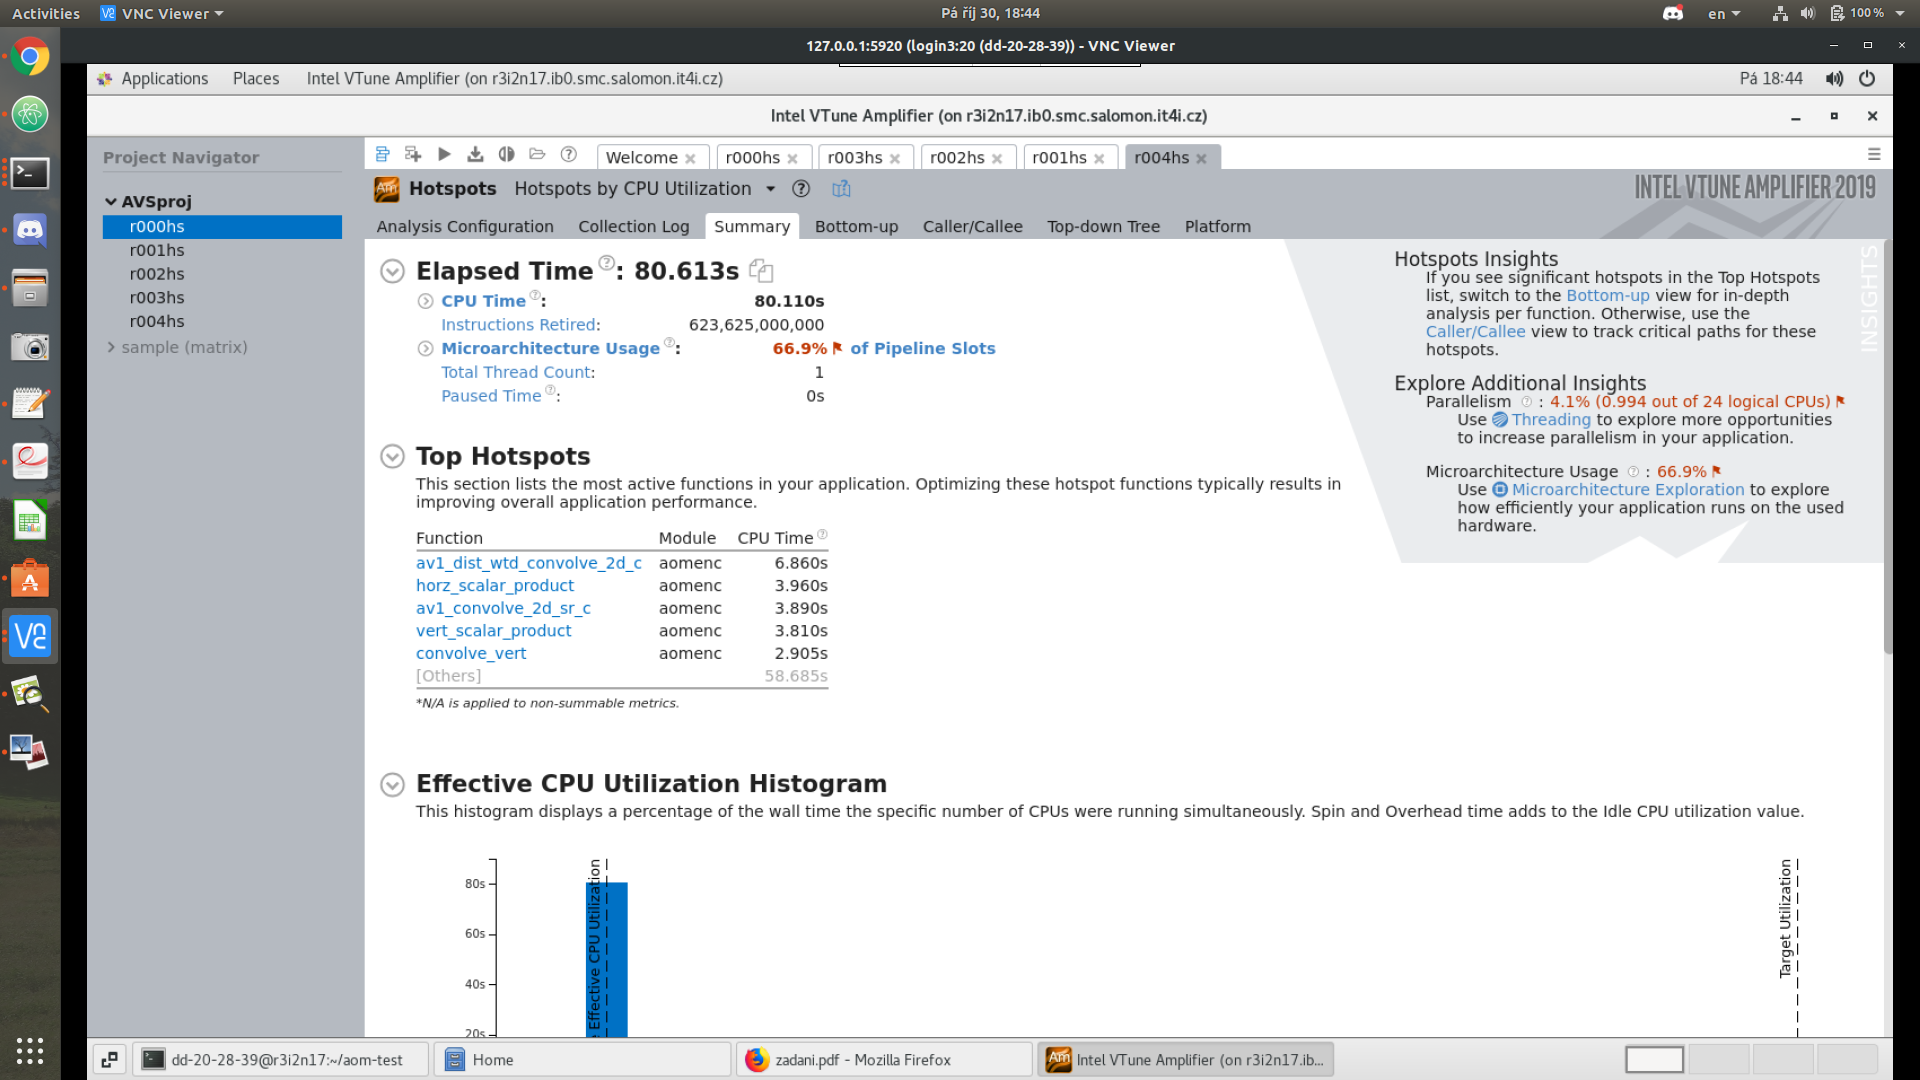 Activities VNC Viewer Pá říj 30, 18:44 en 100 %
127.0.0.1:5920 (login3:20 (dd-20-28-39)) - VNC Viewer
Applications Places Intel VTune Amplifier (on r3i2n17.ib0.smc.salomon.it4i.cz) Pá 18:44
Intel VTune Amplifier (on r3i2n17.ib0.smc.salomon.it4i.cz)
Project Navigator
AVSproj
r000hs
r001hs
r002hs
r003hs
r004hs
sample (matrix)
Welcome r000hs r003hs r002hs r001hs r004hs
Am Hotspots Hotspots by CPU Utilization
INTEL VTUNE AMPLIFIER 2019
Analysis Configuration Collection Log Summary Bottom-up Caller/Callee Top-down Tree Platform
Elapsed Time ?: 80.613s
CPU Time ?: 80.110s
Instructions Retired: 623,625,000,000
Microarchitecture Usage ?: 66.9% of Pipeline Slots
Total Thread Count: 1
Paused Time ?: 0s
Top Hotspots
This section lists the most active functions in your application. Optimizing these hotspot functions typically results in
improving overall application performance.
Function Module CPU Time ?
av1_dist_wtd_convolve_2d_c aomenc 6.860s
horz_scalar_product aomenc 3.960s
av1_convolve_2d_sr_c aomenc 3.890s
vert_scalar_product aomenc 3.810s
convolve_vert aomenc 2.905s
[Others] 58.685s
*N/A is applied to non-summable metrics.
Hotspots Insights
If you see significant hotspots in the Top Hotspots
list, switch to the Bottom-up view for in-depth
analysis per function. Otherwise, use the
Caller/Callee view to track critical paths for these
hotspots.
Explore Additional Insights
Parallelism ? : 4.1% (0.994 out of 24 logical CPUs)
Use Threading to explore more opportunities
to increase parallelism in your application.
Microarchitecture Usage ? : 66.9%
Use Microarchitecture Exploration to explore
how efficiently your application runs on the used
hardware.
INSIGHTS
Effective CPU Utilization Histogram
This histogram displays a percentage of the wall time the specific number of CPUs were running simultaneously. Spin and Overhead time adds to the Idle CPU utilization value.
80s
60s
40s
20s
Effective CPU Utilization
Target Utilization
dd-20-28-39@r3i2n17:~/aom-test Home zadani.pdf - Mozilla Firefox Am Intel VTune Amplifier (on r3i2n17.ib...